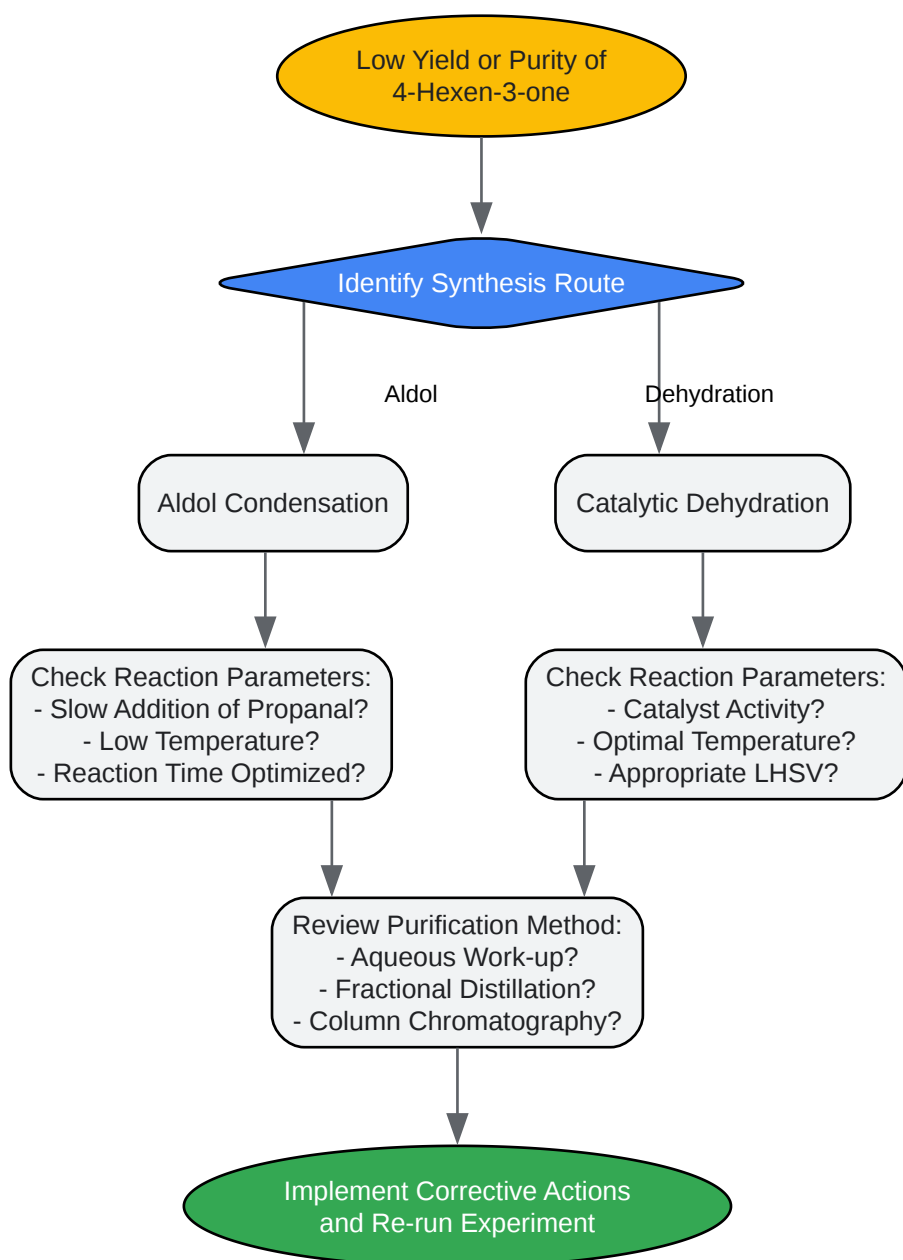 Low Yield or Purity of
4-Hexen-3-one
Identify Synthesis Route
Aldol
Dehydration
Aldol Condensation
Catalytic Dehydration
Check Reaction Parameters:
- Slow Addition of Propanal?
- Low Temperature?
- Reaction Time Optimized?
Check Reaction Parameters:
- Catalyst Activity?
- Optimal Temperature?
- Appropriate LHSV?
Review Purification Method:
- Aqueous Work-up?
- Fractional Distillation?
- Column Chromatography?
Implement Corrective Actions
and Re-run Experiment